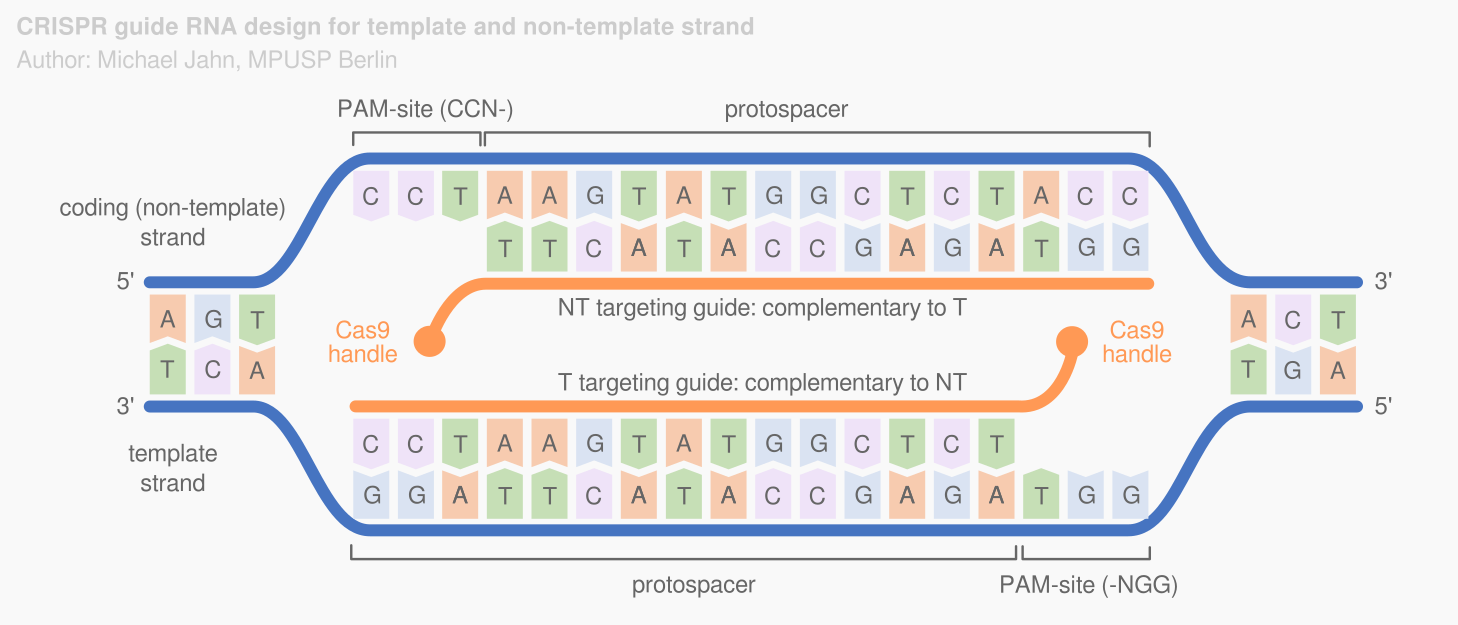 CRISPR guide RNA design for template and non-template strand
Author: Michael Jahn, MPUSP Berlin
PAM-site (CCN-) protospacer
C C T A A G T A T G G C T C T A C C
coding (non-template)
strand
T T C A T A C C G A G A T G G
5' 3'
NT targeting guide: complementary to T
A G T A C T
Cas9 Cas9
handle handle
T C A T G A
T targeting guide: complementary to NT
3' 5'
C C T A A G T A T G G C T C T
template
strand
G G A T T C A T A C C G A G A T G G
protospacer PAM-site (-NGG)